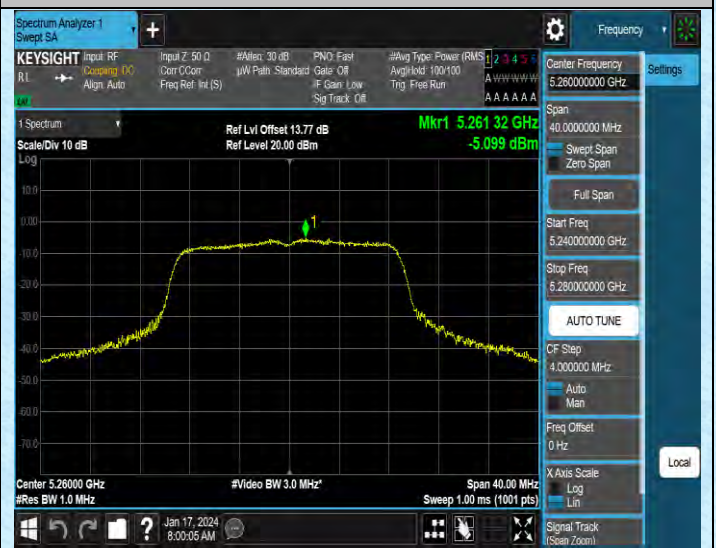 Spectrum Analyzer 1
Swept SA
+
Frequency
KEYSIGHT
RL
Input: RF
Coupling: DC
Align: Auto
Input Z: 50 Ω
Corr CCorr
Freq Ref: Int (S)
#Atten: 30 dB
µW Path: Standard
PNO: Fast
Gate: Off
IF Gain: Low
Sig Track: Off
#Avg Type: Power (RMS
Avg|Hold: 100/100
Trig: Free Run
1 2 3 4 5 6
A W W W W W
A A A A A A
1 Spectrum
Scale/Div 10 dB
Ref Lvl Offset 13.77 dB
Ref Level 20.00 dBm
Mkr1 5.261 32 GHz
-5.099 dBm
Log
10.0
0.00
-10.0
-20.0
-30.0
-40.0
-50.0
-60.0
-70.0
1
Center 5.26000 GHz
#Res BW 1.0 MHz
#Video BW 3.0 MHz*
Span 40.00 MHz
Sweep 1.00 ms (1001 pts)
Center Frequency
5.260000000 GHz
Settings
Span
40.0000000 MHz
Swept Span
Zero Span
Full Span
Start Freq
5.240000000 GHz
Stop Freq
5.280000000 GHz
AUTO TUNE
CF Step
4.000000 MHz
Auto
Man
Freq Offset
0 Hz
X Axis Scale
Log
Lin
Local
Signal Track
(Span Zoom)
?
Jan 17, 2024
8:00:05 AM